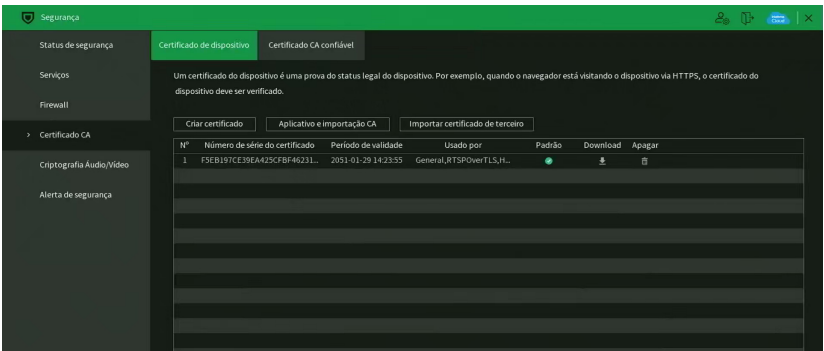 Segurança
Status de segurança
Serviços
Firewall
Certificado CA
Criptografia Áudio/Vídeo
Alerta de segurança
Certificado de dispositivo Certificado CA confiável
Um certificado do dispositivo é uma prova do status legal do dispositivo. Por exemplo, quando o navegador está visitando o dispositivo via HTTPS, o certificado do
dispositivo deve ser verificado.
Criar certificado Aplicativo e importação CA Importar certificado de terceiro
Nº Número de série do certificado Período de validade Usado por Padrão Download Apagar
1 F5EB197CE39EA425CFBF46231... 2051-01-29 14:23:55 General,RTSPOverTLS,H...